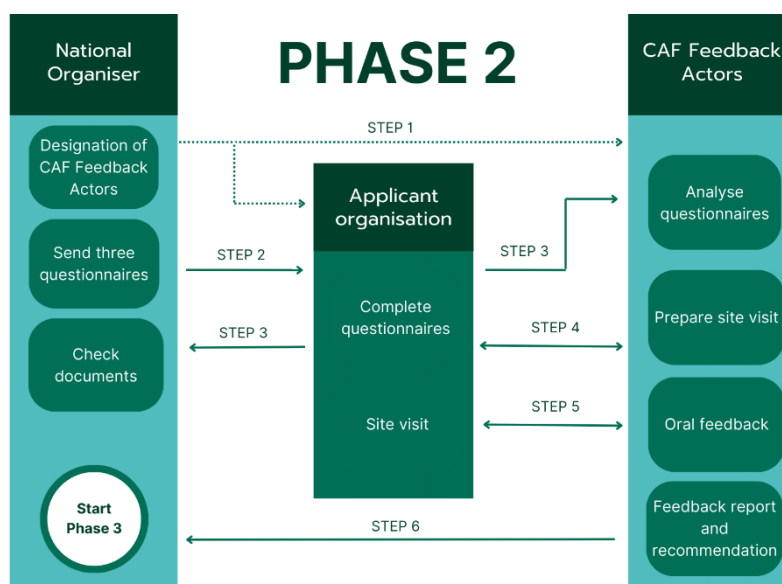 National
Organiser
PHASE 2
CAF Feedback
Actors
STEP 1
Designation of
CAF Feedback
Actors
Applicant
organisation
Analyse
questionnaires
Send three
questionnaires
STEP 2
STEP 3
Complete
questionnaires
Prepare site visit
STEP 4
Check
documents
STEP 3
Site visit
STEP 5
Oral feedback
Start
Phase 3
STEP 6
Feedback report
and
recommendation